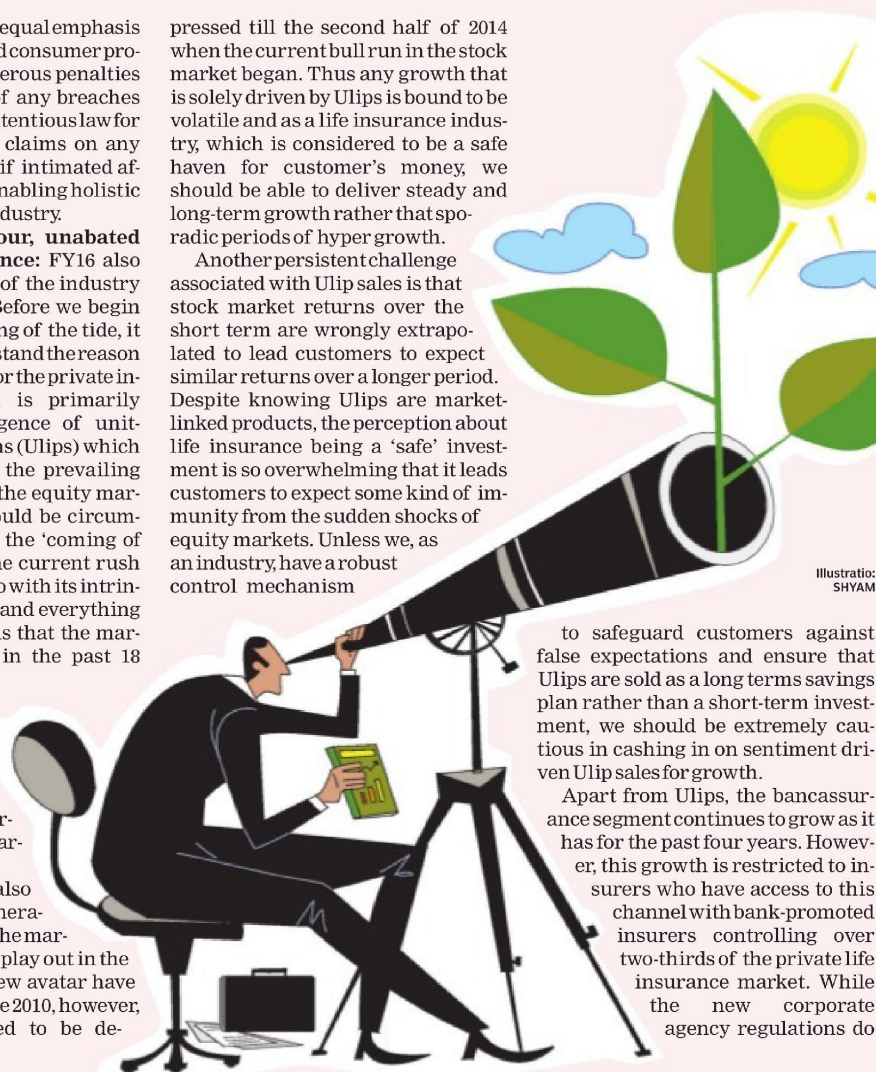 equal emphasis
d consumer pro-
erous penalties
f any breaches
tentious law for
claims on any
if intimated af-
nabling holistic
dustry.
our, unabated
nce: FY16 also
of the industry
Before we begin
ng of the tide, it
stand the reason
or the private in-
is primarily
gence of unit-
ns (Ulips) which
the prevailing
the equity mar-
ould be circum-
the ‘coming of
he current rush
o with its intrin-
and everything
is that the mar-
in the past 18
r-
ar-
also
nera-
he mar-
play out in the
ew avatar have
e 2010, however,
ed to be de-
pressed till the second half of 2014
when the current bull run in the stock
market began. Thus any growth that
is solely driven by Ulips is bound to be
volatile and as a life insurance indus-
try, which is considered to be a safe
haven for customer’s money, we
should be able to deliver steady and
long-term growth rather that spo-
radic periods of hyper growth.
Another persistent challenge
associated with Ulip sales is that
stock market returns over the
short term are wrongly extrapo-
lated to lead customers to expect
similar returns over a longer period.
Despite knowing Ulips are market-
linked products, the perception about
life insurance being a ‘safe’ invest-
ment is so overwhelming that it leads
customers to expect some kind of im-
munity from the sudden shocks of
equity markets. Unless we, as
an industry, have a robust
control mechanism
Illustratio:
SHYAM
to safeguard customers against
false expectations and ensure that
Ulips are sold as a long terms savings
plan rather than a short-term invest-
ment, we should be extremely cau-
tious in cashing in on sentiment dri-
ven Ulip sales for growth.
Apart from Ulips, the bancassur-
ance segment continues to grow as it
has for the past four years. Howev-
er, this growth is restricted to in-
surers who have access to this
channel with bank-promoted
insurers controlling over
two-thirds of the private life
insurance market. While
the new corporate
agency regulations do